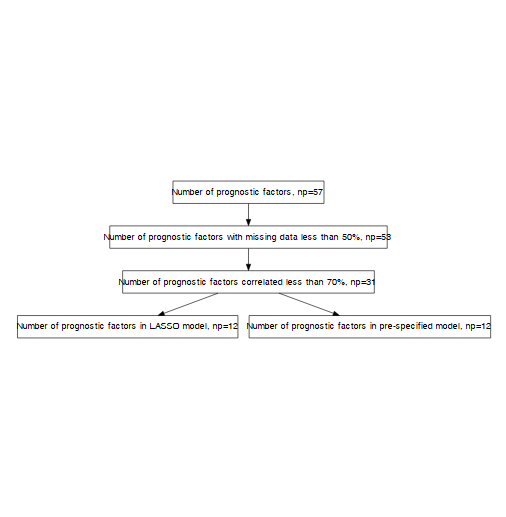 Number of prognostic factors, np=57
Number of prognostic factors with missing data less than 50%, np=53
Number of prognostic factors correlated less than 70%, np=31
Number of prognostic factors in LASSO model, np=12
Number of prognostic factors in pre-specified model, np=12